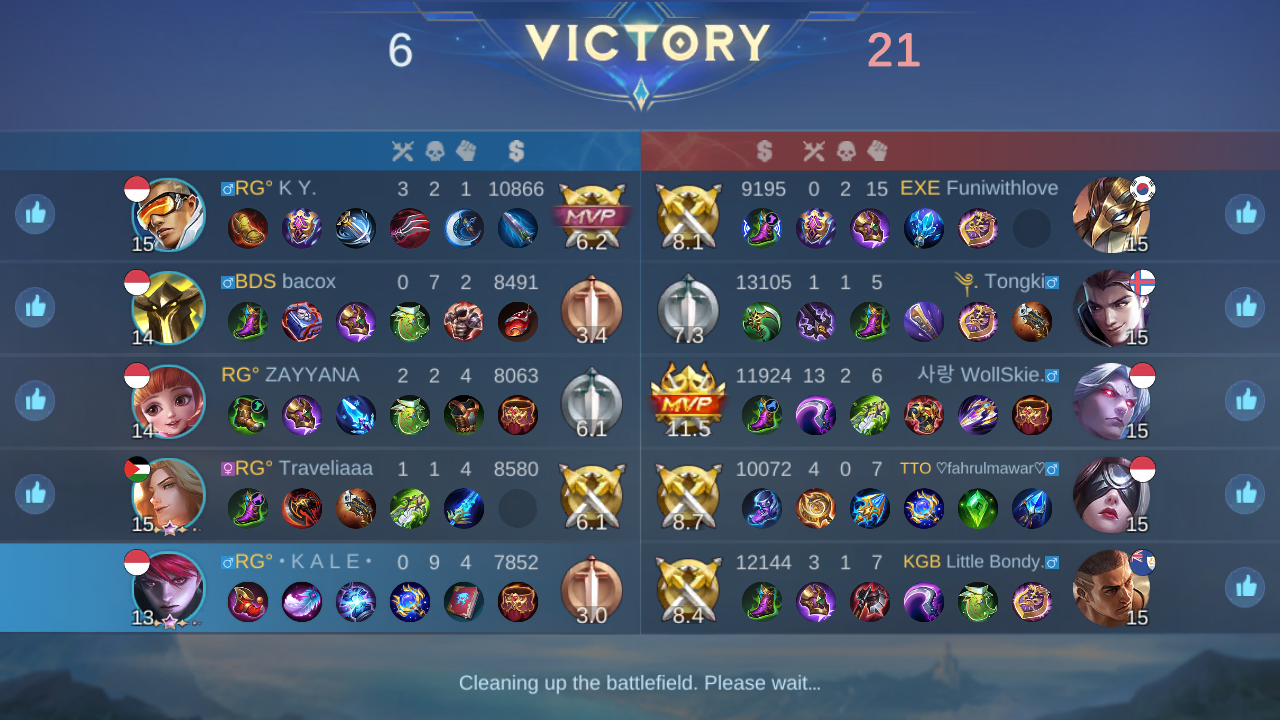 6 VICTORY 21
RG° K Y. 3 2 1 10866 MVP 6.2 15
9195 0 2 15 EXE Funiwithlove 8.1 15
BDS bacox 0 7 2 8491 3.4 14
13105 1 1 5 Tongki 7.3 15
RG° ZAYYANA 2 2 4 8063 6.1 14
11924 13 2 6 사랑 WollSkie. MVP 11.5 15
RG° Traveliaaa 1 1 4 8580 6.1 15
10072 4 0 7 TTO ♡fahrulmawar♡ 8.7 15
RG° • K A L E • 0 9 4 7852 3.0 13
12144 3 1 7 KGB Little Bondy. 8.4 15
Cleaning up the battlefield. Please wait...